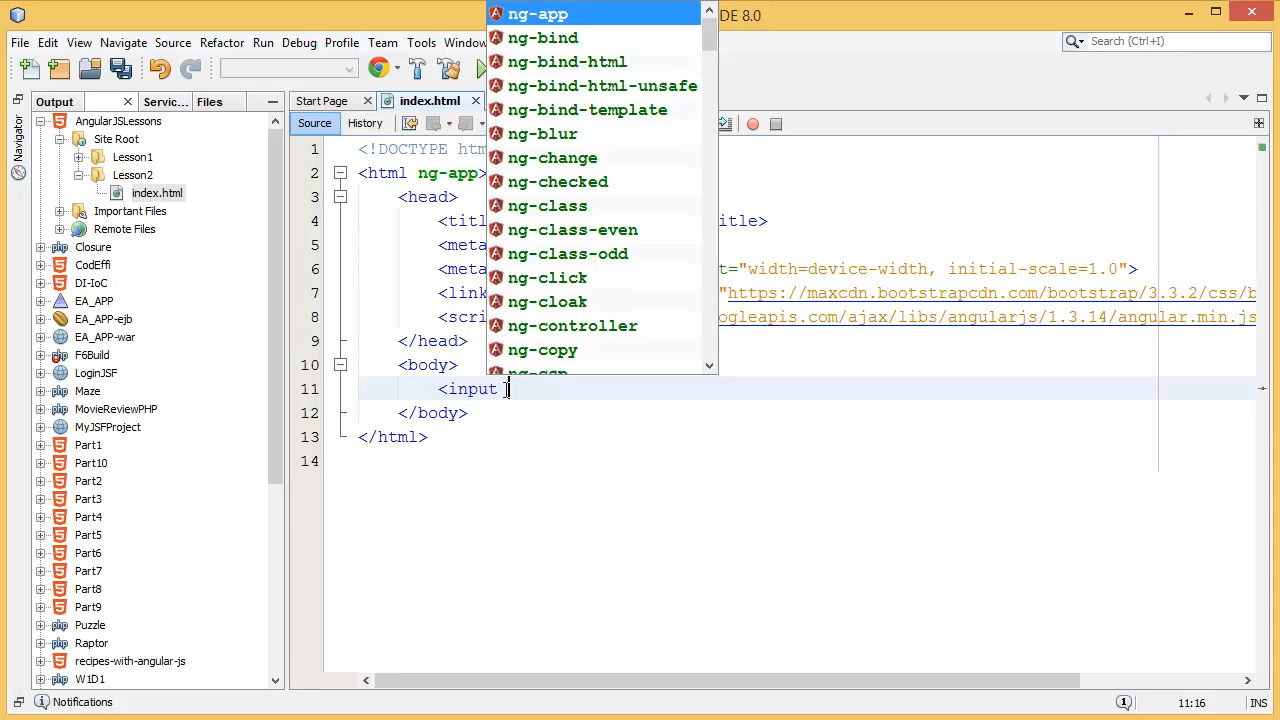 DE 8.0
File Edit View Navigate Source Refactor Run Debug Profile Team Tools Window
Search (Ctrl+I)
Output Servic... Files
Start Page index.html
Source History
Navigator
AngularJSLessons
Site Root
Lesson1
Lesson2
index.html
Important Files
Remote Files
Closure
CodEffi
DI-IoC
EA_APP
EA_APP-ejb
EA_APP-war
F6Build
LoginJSF
Maze
MovieReviewPHP
MyJSFProject
Part1
Part10
Part2
Part3
Part4
Part5
Part6
Part7
Part8
Part9
Puzzle
Raptor
recipes-with-angular-js
W1D1
ng-app
ng-bind
ng-bind-html
ng-bind-html-unsafe
ng-bind-template
ng-blur
ng-change
ng-checked
ng-class
ng-class-even
ng-class-odd
ng-click
ng-cloak
ng-controller
ng-copy
ng-csp
1 <!DOCTYPE htm
2 <html ng-app>
3 <head>
4 <titl itle>
5 <meta
6 <meta t="width=device-width, initial-scale=1.0">
7 <link "https://maxcdn.bootstrapcdn.com/bootstrap/3.3.2/css/b
8 <scri ogleapis.com/ajax/libs/angularjs/1.3.14/angular.min.js
9 </head>
10 <body>
11 <input
12 </body>
13 </html>
14
Notifications
1 11:16 INS